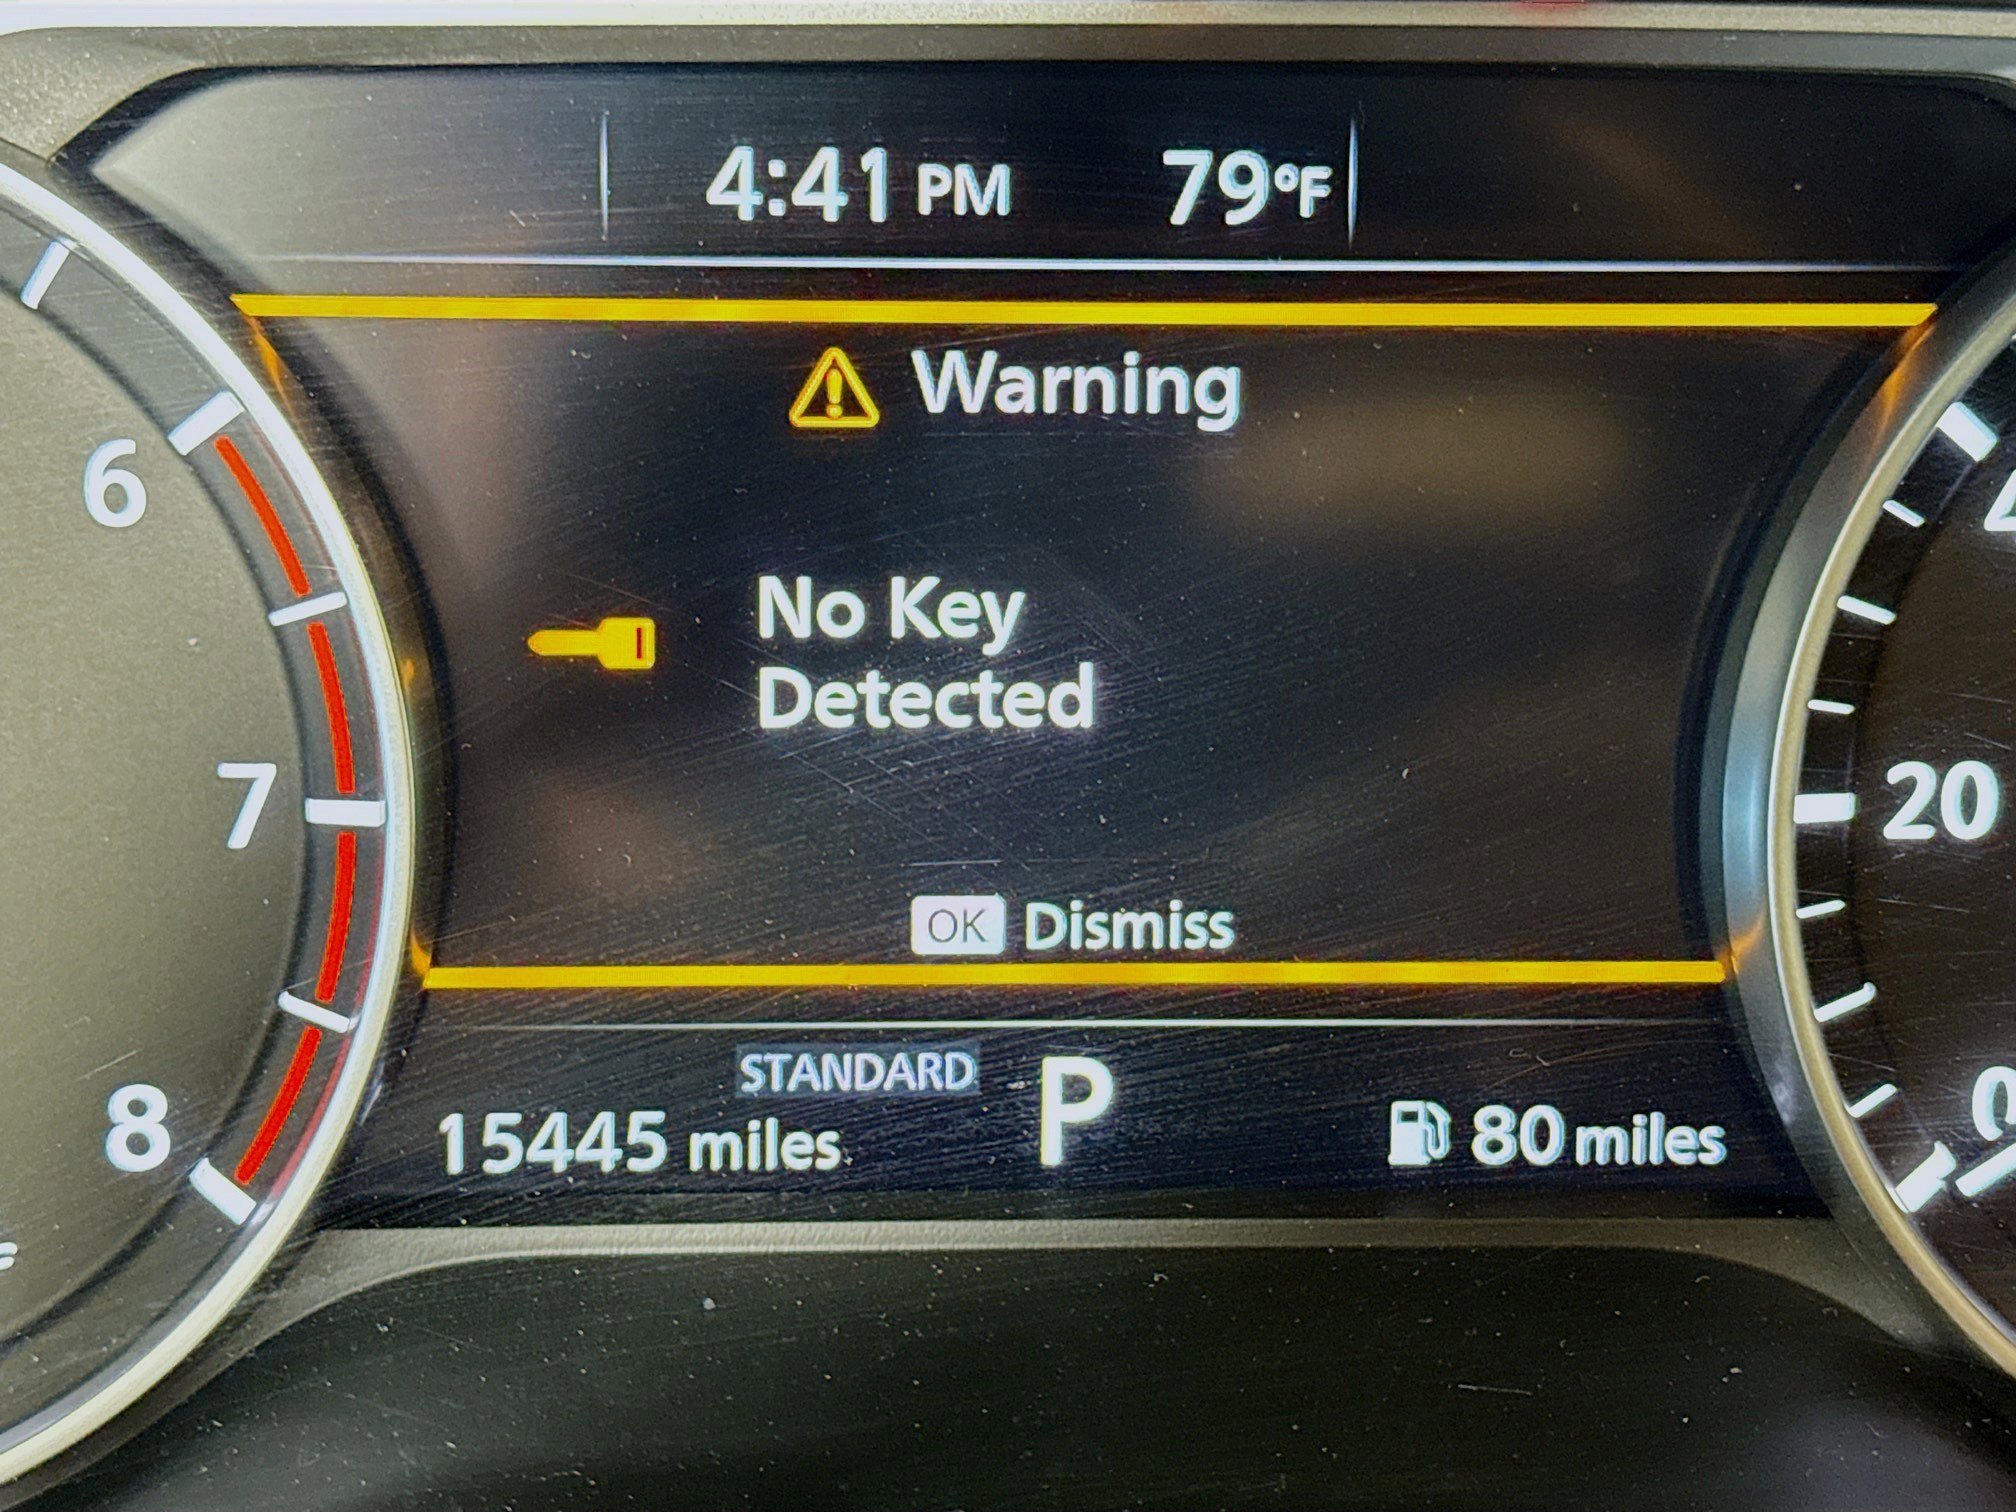 4:41 PM 79°F
Warning
6
No Key
Detected
7
20
OK Dismiss
STANDARD
P
8
15445 miles
80 miles
0